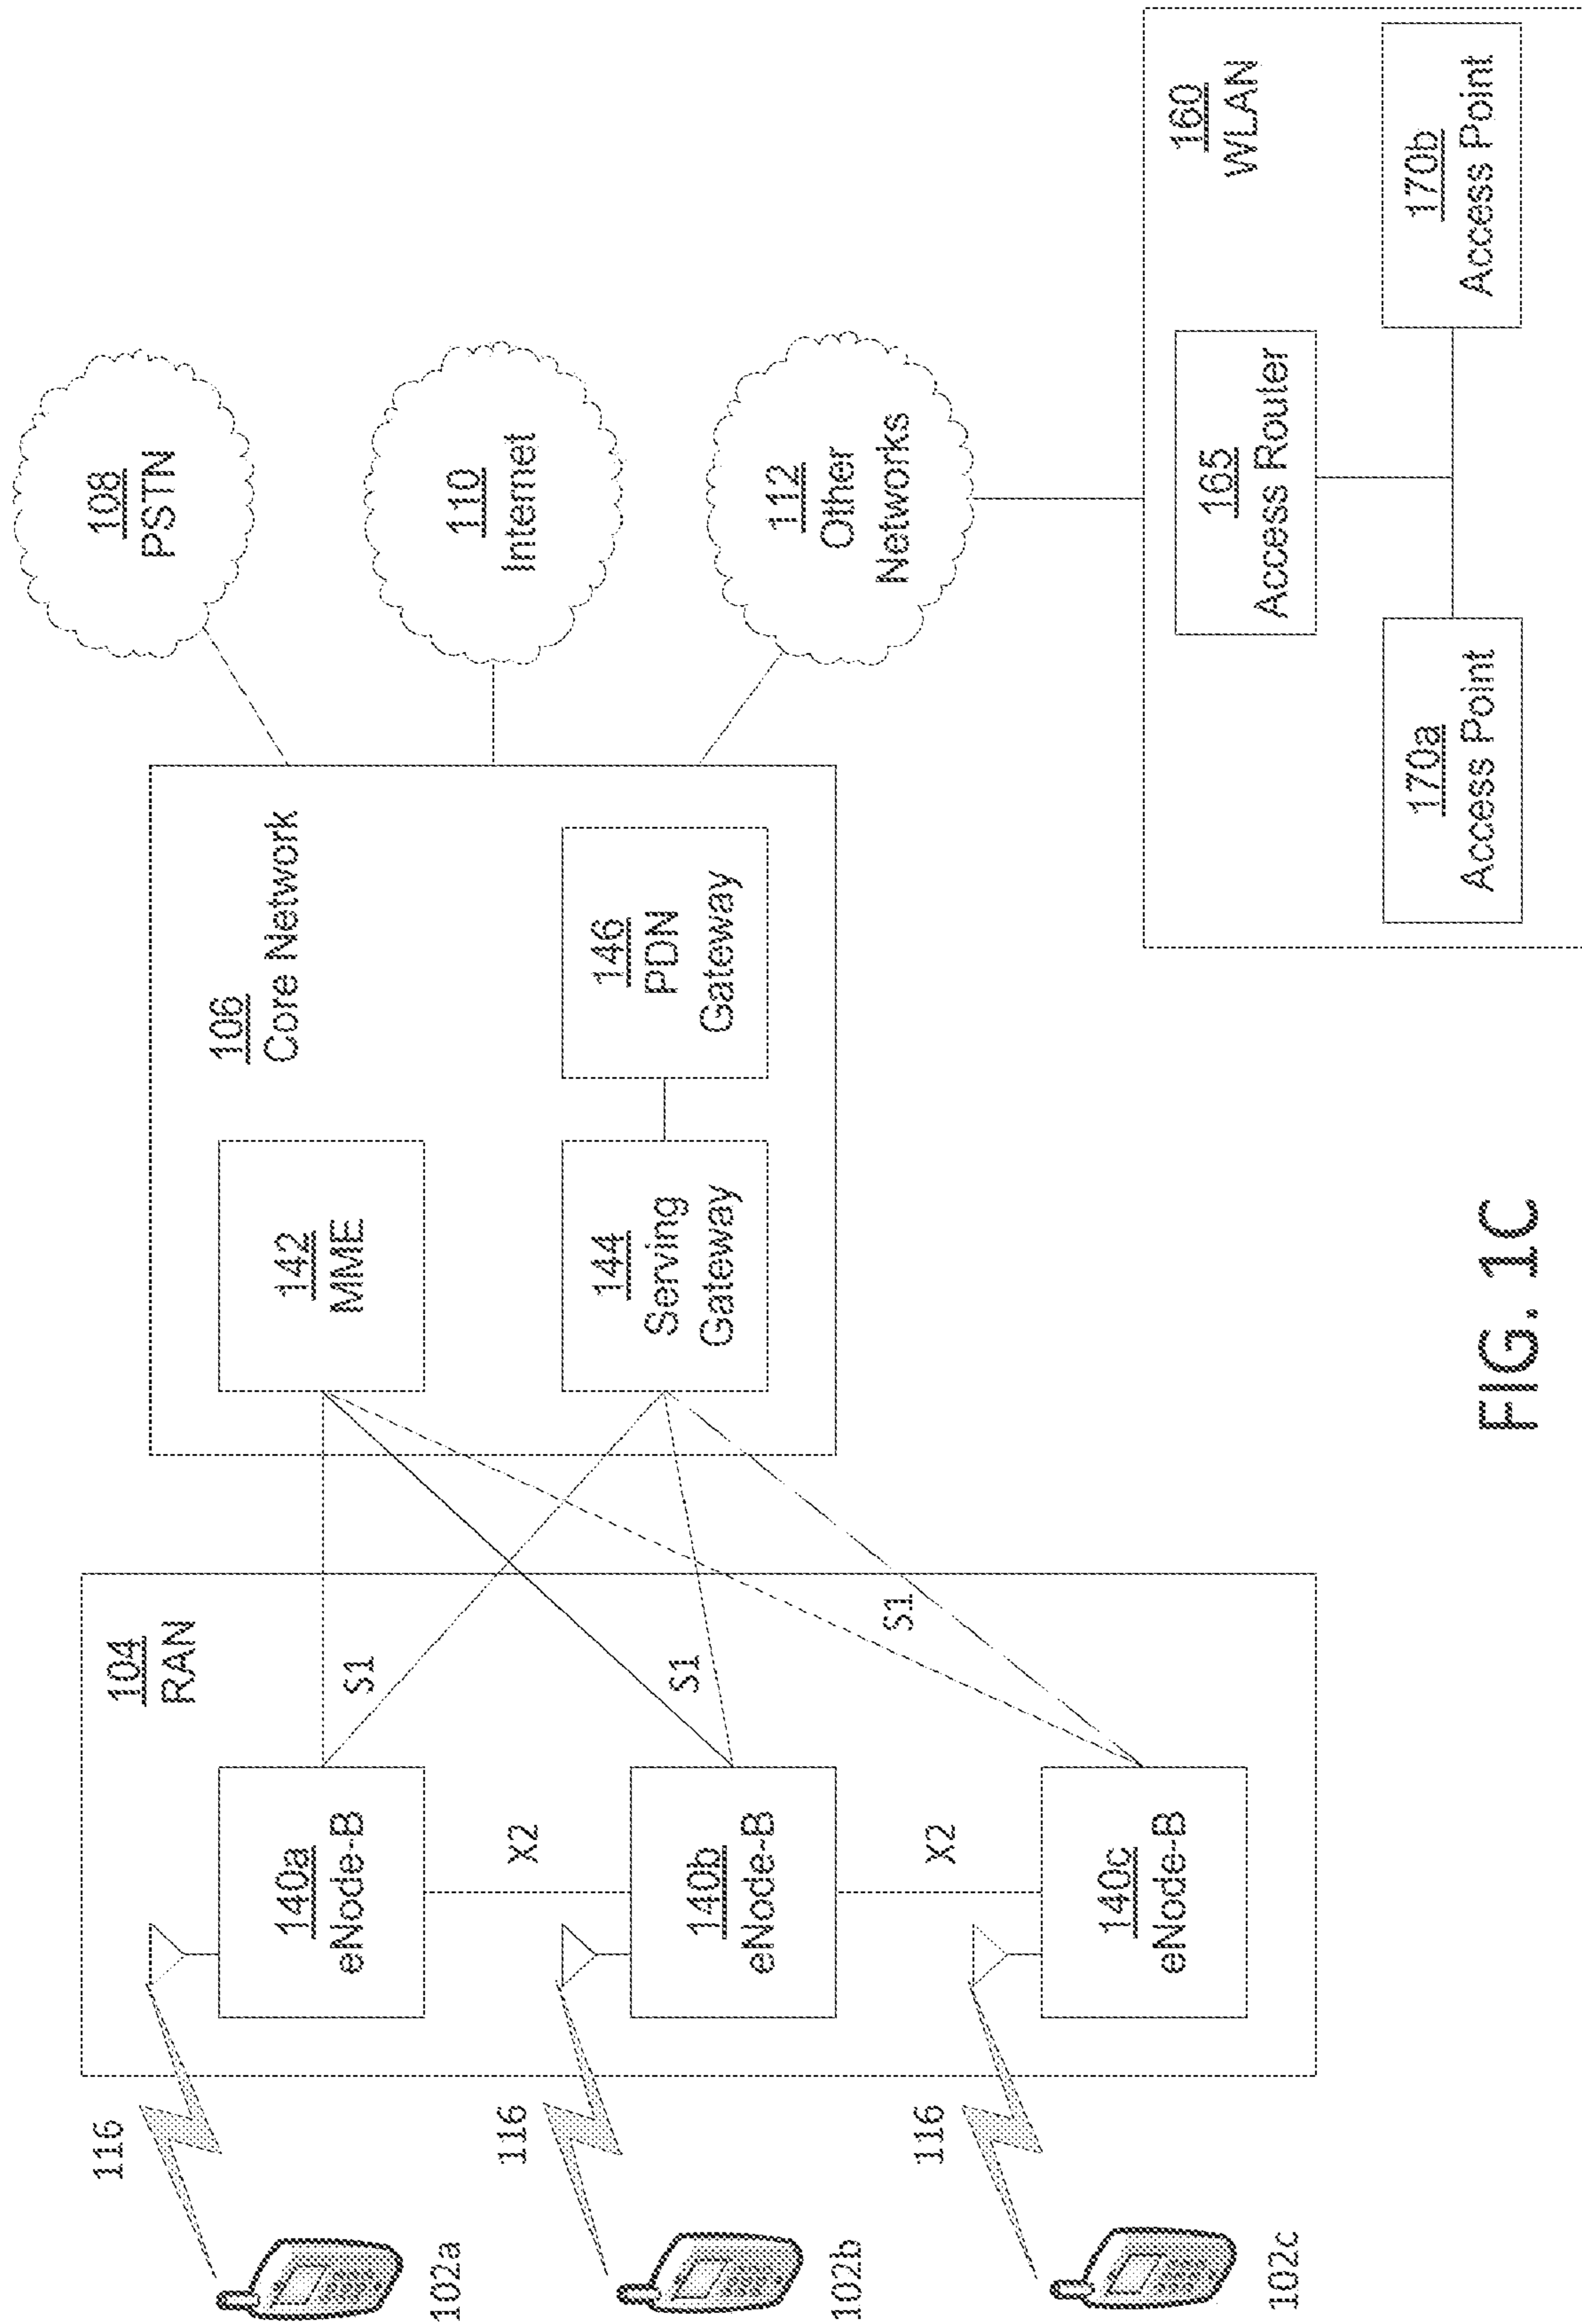 102a
116
140a
eNode-B
X2
102b
116
140b
eNode-B
X2
102c
116
140c
eNode-B
104
RAN
S1
S1
S1
106
Core Network
142
MME
144
Serving
Gateway
146
PDN
Gateway
108
PSTN
110
Internet
112
Other
Networks
160
WLAN
165
Access Router
170a
Access Point
170b
Access Point
FIG. 1C